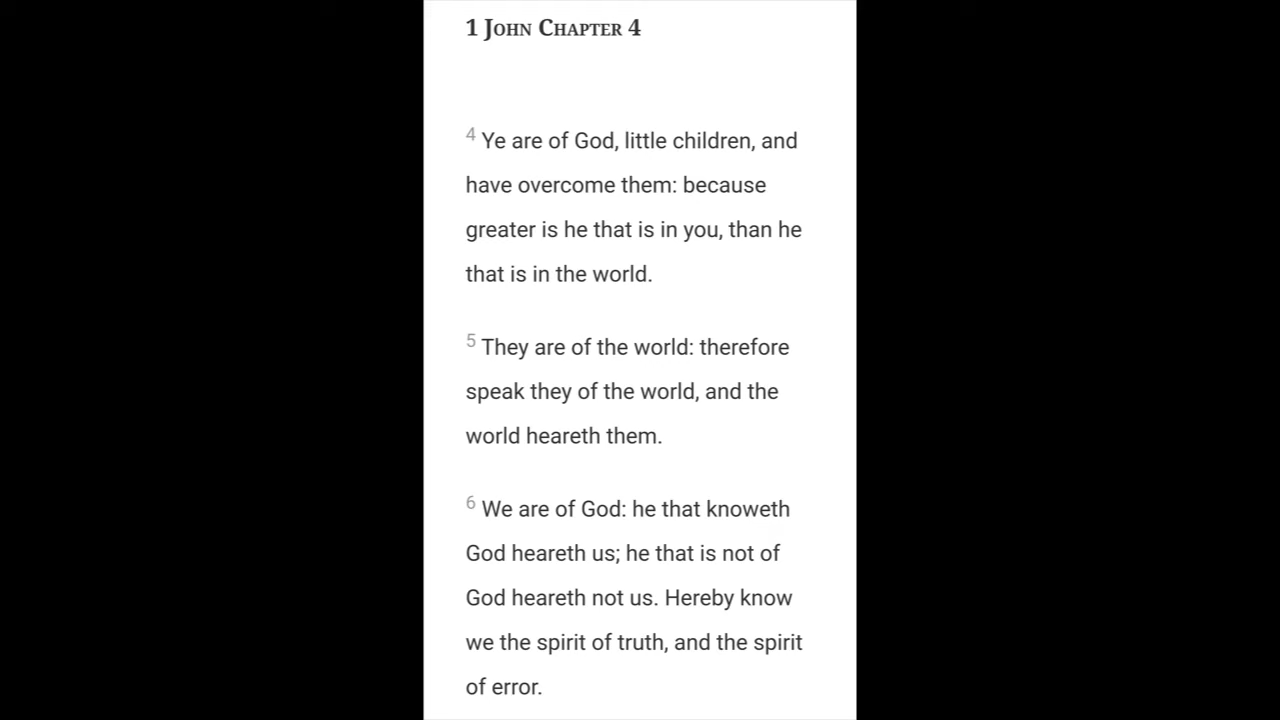 1 John Chapter 4
4 Ye are of God, little children, and
have overcome them: because
greater is he that is in you, than he
that is in the world.
5 They are of the world: therefore
speak they of the world, and the
world heareth them.
6 We are of God: he that knoweth
God heareth us; he that is not of
God heareth not us. Hereby know
we the spirit of truth, and the spirit
of error.